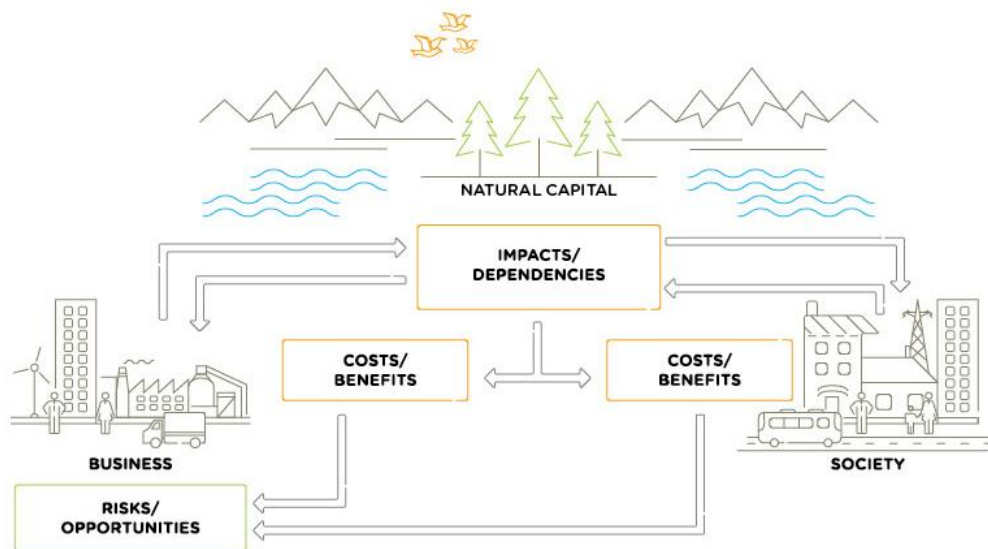 NATURAL CAPITAL
IMPACTS/
DEPENDENCIES
COSTS/
BENEFITS
COSTS/
BENEFITS
BUSINESS
SOCIETY
RISKS/
OPPORTUNITIES